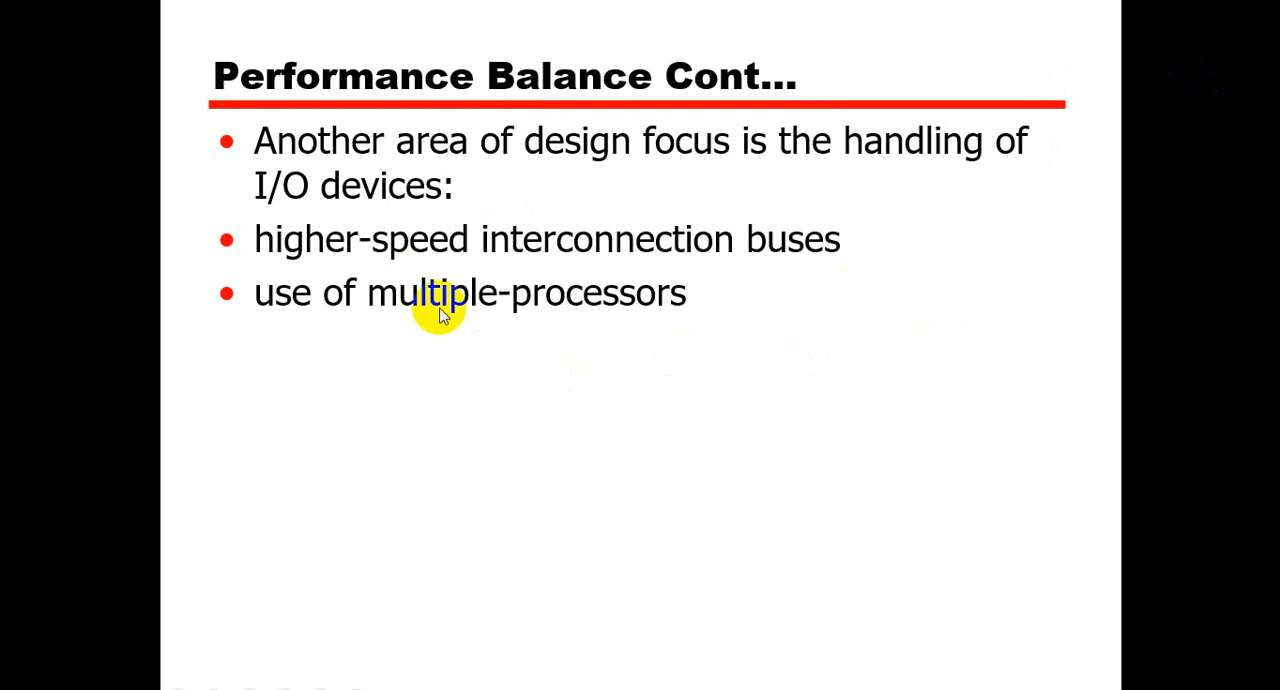 Performance Balance Cont...
• Another area of design focus is the handling of
I/O devices:
• higher-speed interconnection buses
• use of multiple-processors